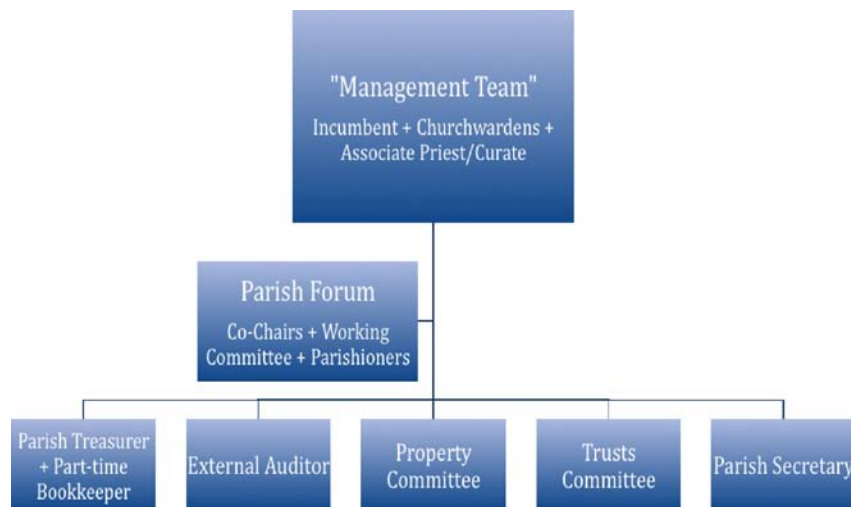 "Management Team"
Incumbent + Churchwardens +
Associate Priest/Curate
Parish Forum
Co-Chairs + Working
Committee + Parishioners
Parish Treasurer
+ Part-time
Bookkeeper
External Auditor
Property
Committee
Trusts
Committee
Parish Secretary